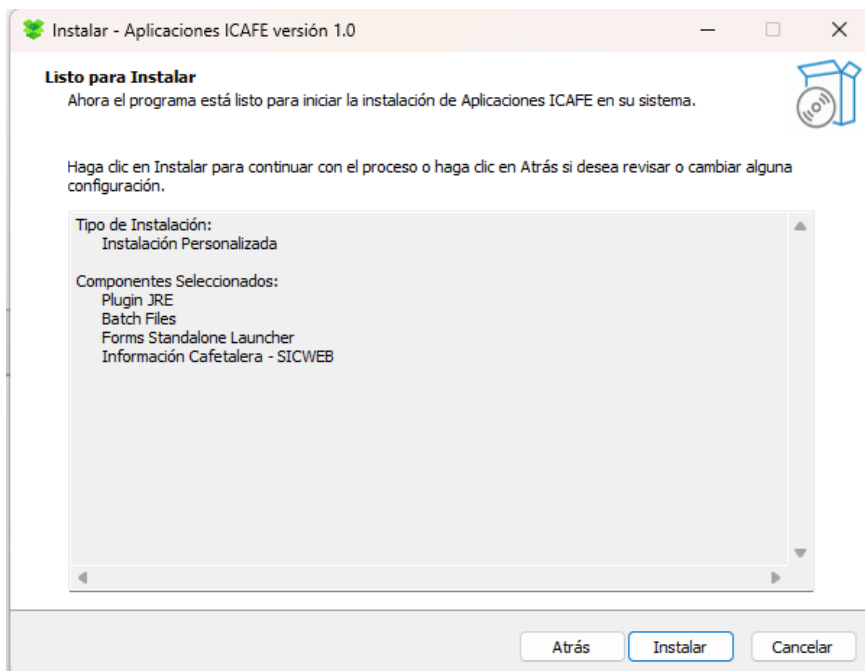 Instalar - Aplicaciones ICAFE versión 1.0
Listo para Instalar
Ahora el programa está listo para iniciar la instalación de Aplicaciones ICAFE en su sistema.
Haga clic en Instalar para continuar con el proceso o haga clic en Atrás si desea revisar o cambiar alguna
configuración.
Tipo de Instalación:
Instalación Personalizada
Componentes Seleccionados:
Plugin JRE
Batch Files
Forms Standalone Launcher
Información Cafetalera - SICWEB
Atrás
Instalar
Cancelar